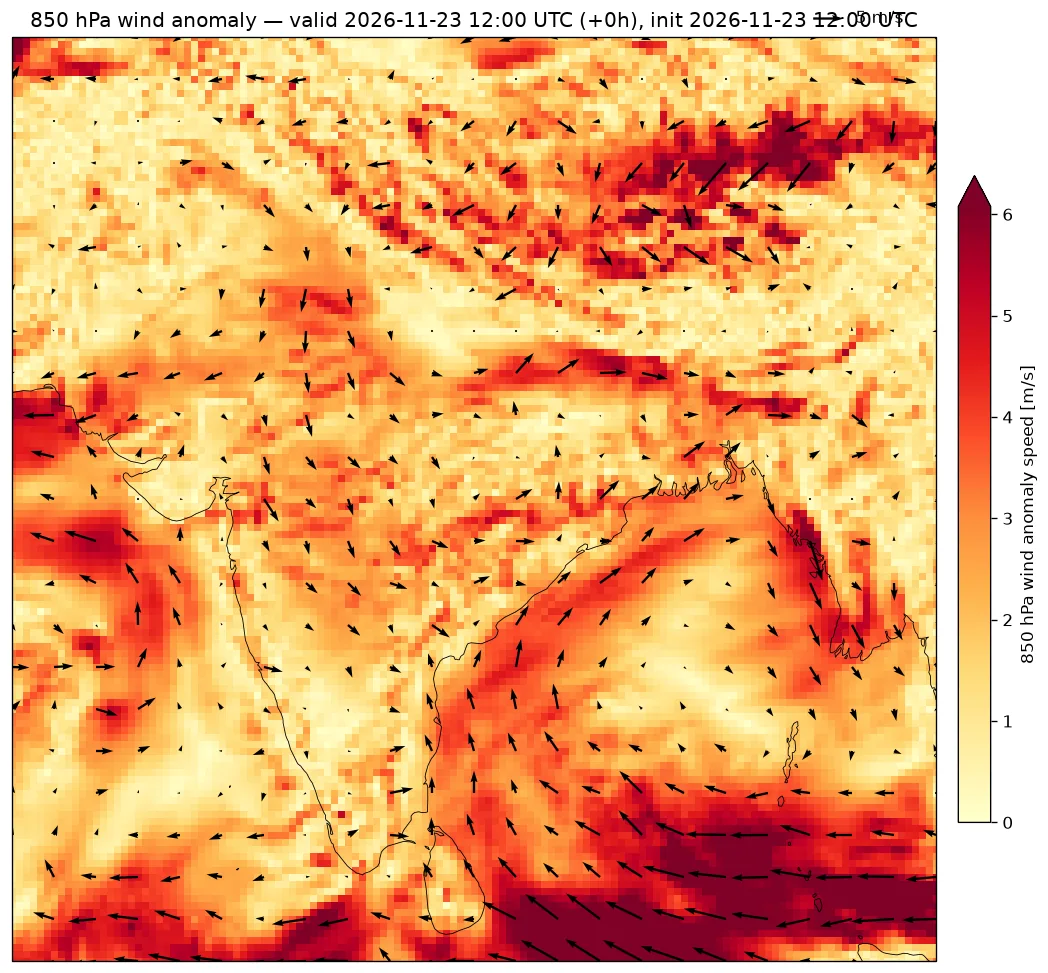 850 hPa wind anomaly — valid 2026-11-23 12:00 UTC (+0h), init 2026-11-23 12:00 UTC
5 m/s
6
5
4
3
2
1
0
850 hPa wind anomaly speed [m/s]